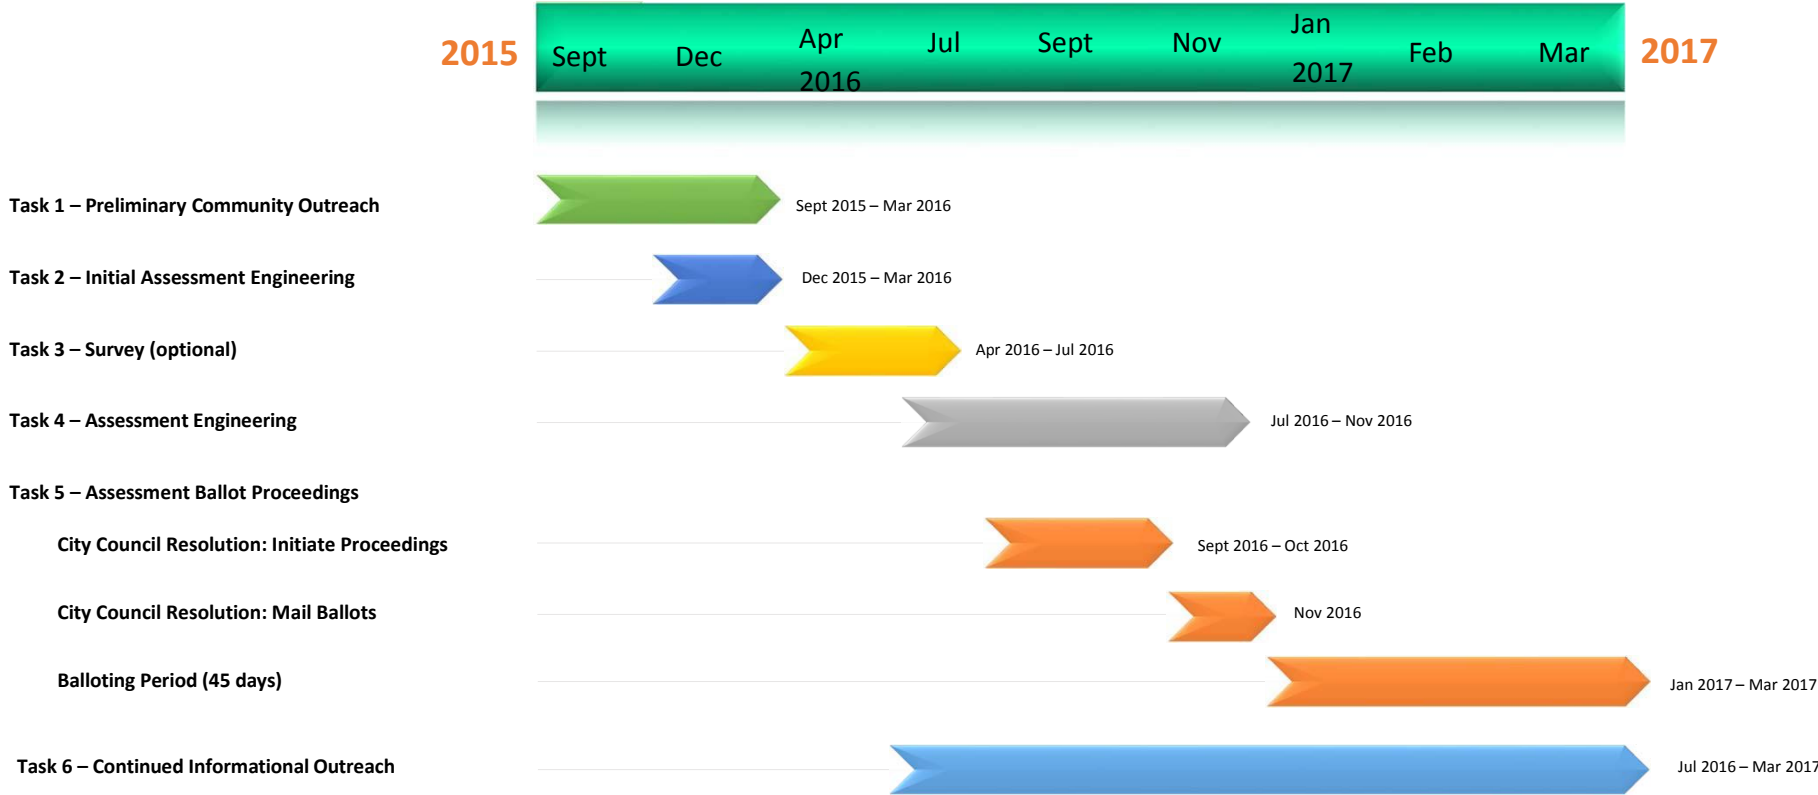 2015
Sept
Dec
Apr
2016
Jul
Sept
Nov
Jan
2017
Feb
Mar
2017
Task 1 – Preliminary Community Outreach
Sept 2015 – Mar 2016
Task 2 – Initial Assessment Engineering
Dec 2015 – Mar 2016
Task 3 – Survey (optional)
Apr 2016 – Jul 2016
Task 4 – Assessment Engineering
Jul 2016 – Nov 2016
Task 5 – Assessment Ballot Proceedings
City Council Resolution: Initiate Proceedings
Sept 2016 – Oct 2016
City Council Resolution: Mail Ballots
Nov 2016
Balloting Period (45 days)
Jan 2017 – Mar 2017
Task 6 – Continued Informational Outreach
Jul 2016 – Mar 2017